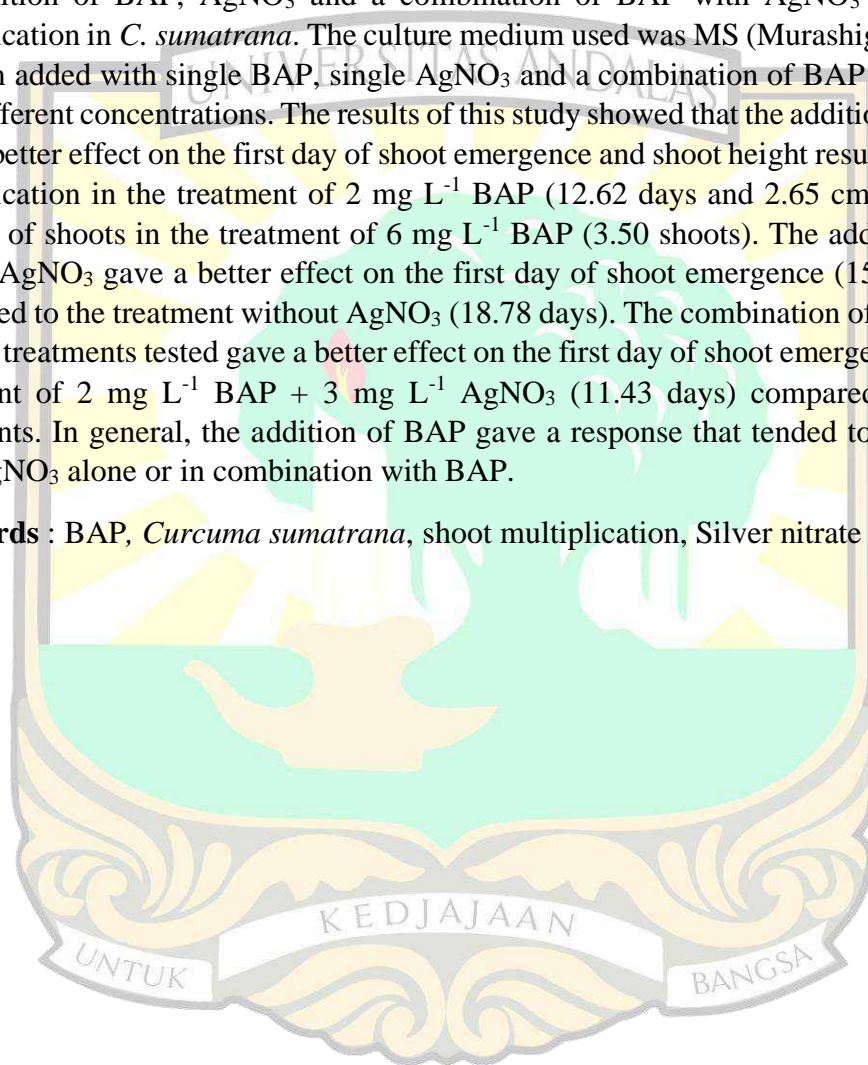 ition of BAP, AgNO₃ and a combination of BAP with AgNO₃
ication in C. sumatrana. The culture medium used was MS (Murashig
n added with single BAP, single AgNO₃ and a combination of BAP
fferent concentrations. The results of this study showed that the additio
better effect on the first day of shoot emergence and shoot height resu
ication in the treatment of 2 mg L⁻¹ BAP (12.62 days and 2.65 cm
of shoots in the treatment of 6 mg L⁻¹ BAP (3.50 shoots). The add
AgNO₃ gave a better effect on the first day of shoot emergence (15
ed to the treatment without AgNO₃ (18.78 days). The combination of
treatments tested gave a better effect on the first day of shoot emerge
nt of 2 mg L⁻¹ BAP + 3 mg L⁻¹ AgNO₃ (11.43 days) compared
nts. In general, the addition of BAP gave a response that tended to
gNO₃ alone or in combination with BAP.
rds : BAP, Curcuma sumatrana, shoot multiplication, Silver nitrate
UNIVERSITAS ANDALAS
KEDJAJAAN
UNTUK
BANGSA